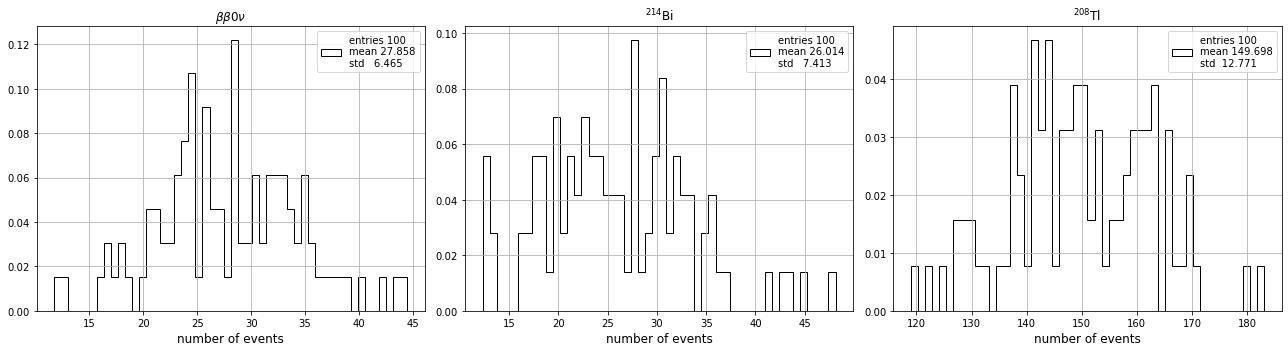 ββ0ν
entries 100
mean 27.858
std 6.465
0.12
0.10
0.08
0.06
0.04
0.02
0.00
15 20 25 30 35 40 45
number of events
²¹⁴Bi
entries 100
mean 26.014
std 7.413
0.10
0.08
0.06
0.04
0.02
0.00
15 20 25 30 35 40 45
number of events
²⁰⁸Tl
entries 100
mean 149.698
std 12.771
0.04
0.03
0.02
0.01
0.00
120 130 140 150 160 170 180
number of events